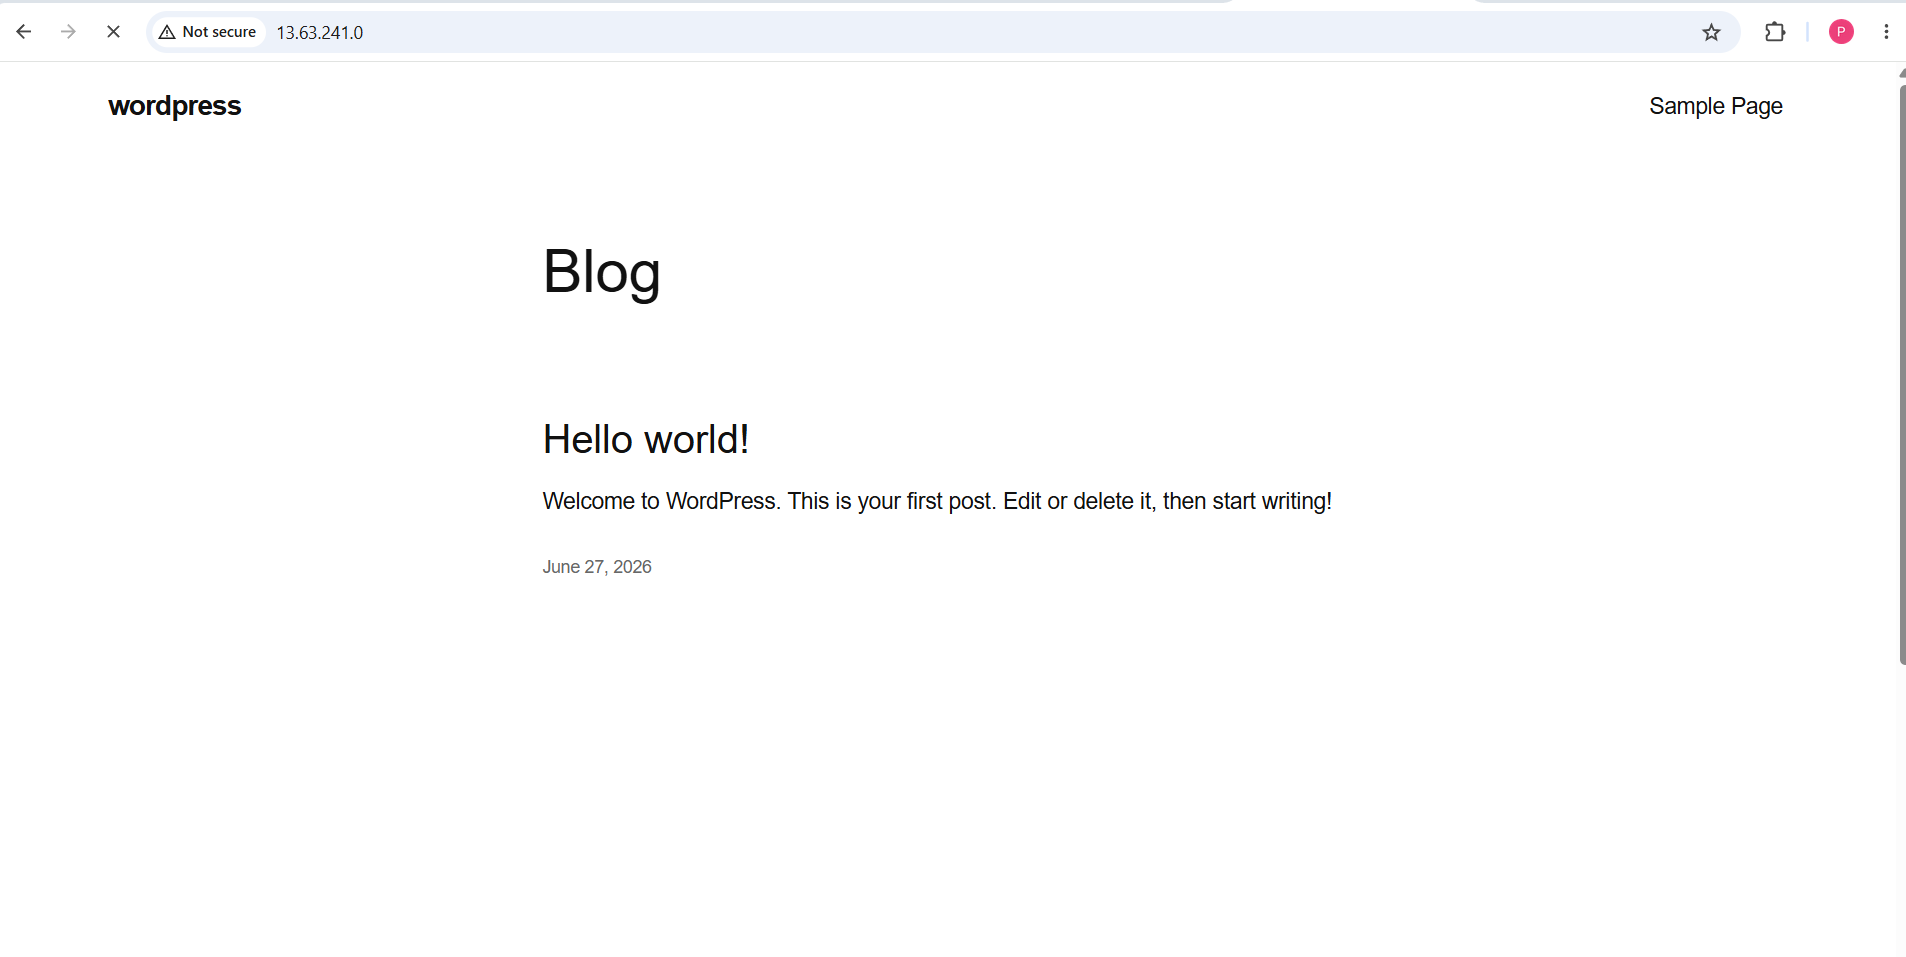 Not secure 13.63.241.0
P
wordpress
Sample Page
Blog
Hello world!
Welcome to WordPress. This is your first post. Edit or delete it, then start writing!
June 27, 2026